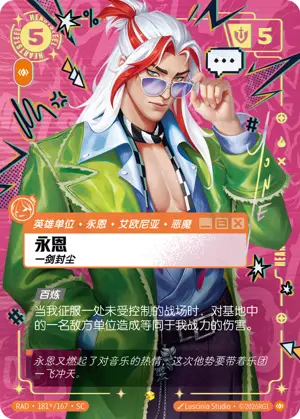 5
5
英雄单位・永恩・艾欧尼亚・恶魔
永恩
一剑封尘
百炼
当我征服一处未受控制的战场时，对基地中
的一名敌方单位造成等同于我战力的伤害。
永恩又燃起了对音乐的热情，这次他势要带着乐团
一飞冲天。
RAD • 181*/167 • SC
Luscinia Studio • ©2026RGI